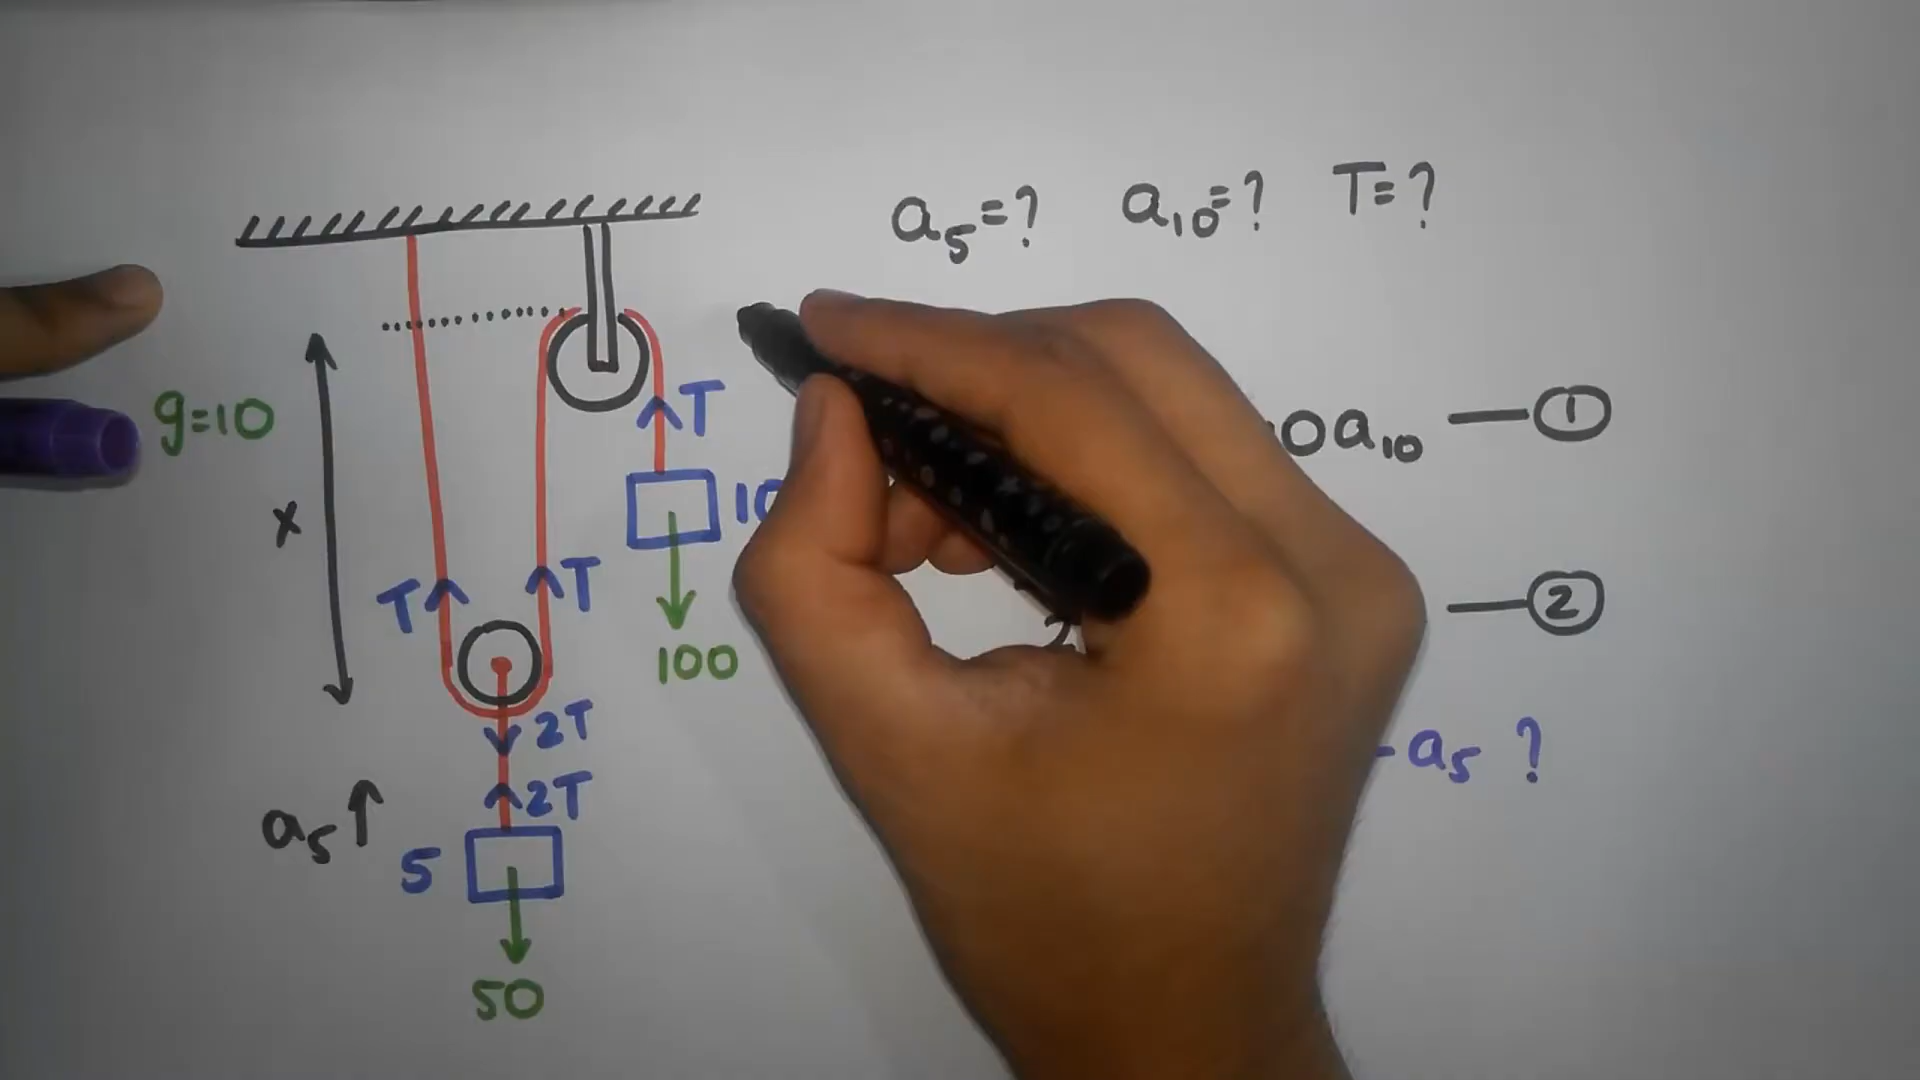 a5=? a10=? T=?
g=10
T
0a10 — 1
x
10
T
T
2
100
2T
a5 ?
2T
a5↑
5
50